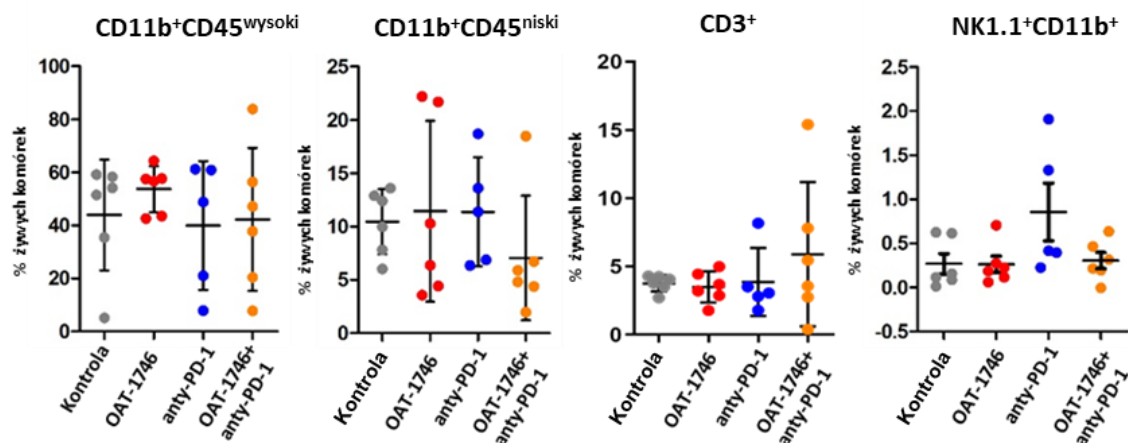 CD11b⁺CD45ʷʸˢᵒᵏⁱ
CD11b⁺CD45ⁿⁱˢᵏⁱ
CD3⁺
NK1.1⁺CD11b⁺
% żywych komórek
100
80
60
40
20
0
Kontrola
OAT-1746
anty-PD-1
OAT-1746+
anty-PD-1
% żywych komórek
25
20
15
10
5
0
Kontrola
OAT-1746
anty-PD-1
OAT-1746+
anty-PD-1
% żywych komórek
20
15
10
5
0
Kontrola
OAT-1746
anty-PD-1
OAT-1746+
anty-PD-1
% żywych komórek
2.5
2.0
1.5
1.0
0.5
0.0
-0.5
Kontrola
OAT-1746
anty-PD-1
OAT-1746+
anty-PD-1